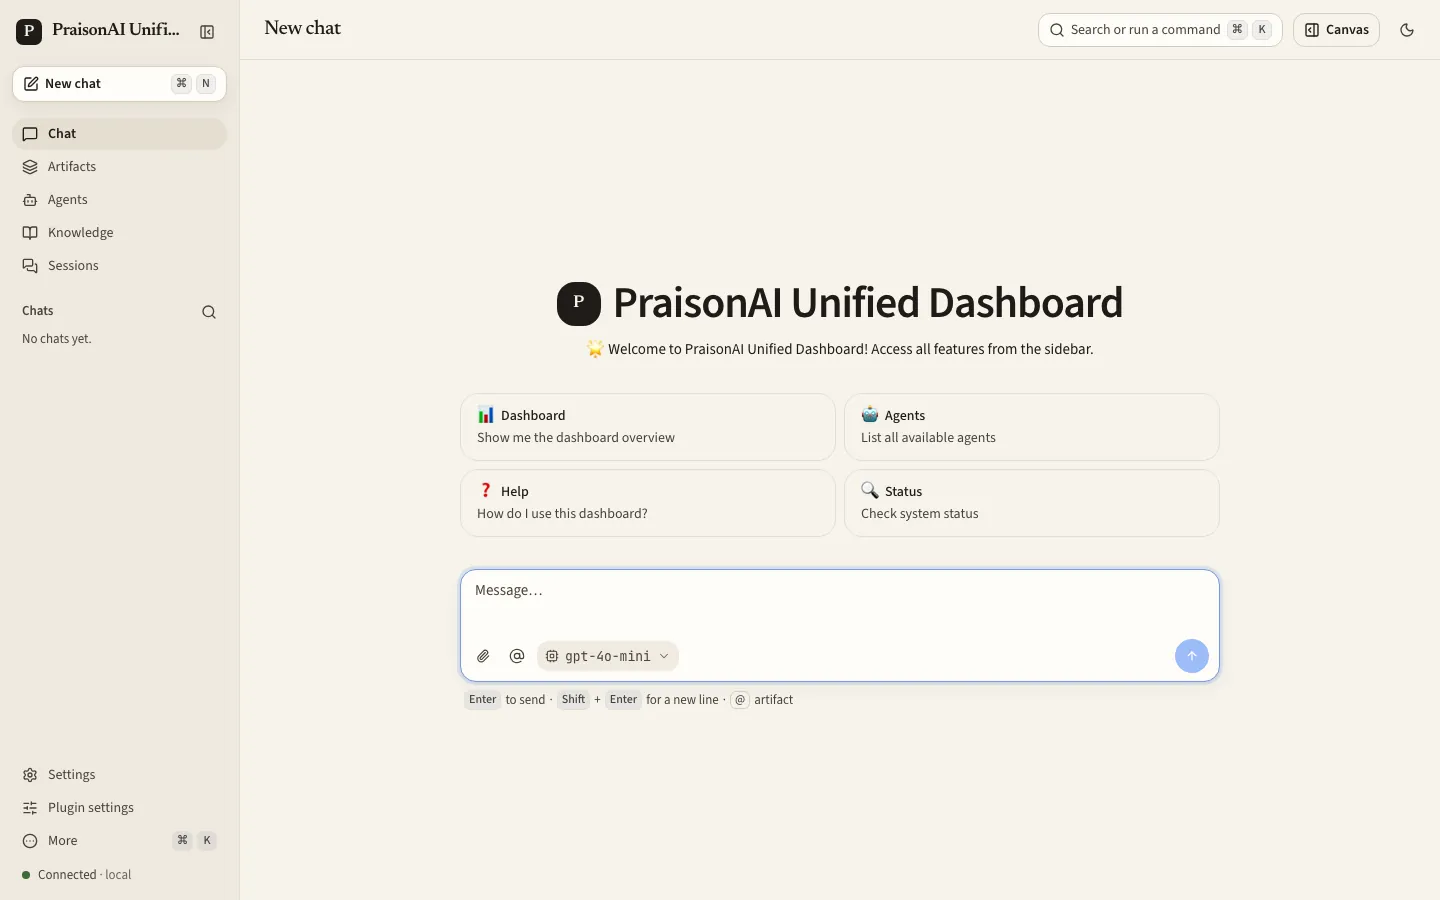 P PraisonAI Unifi...
New chat ⌘ N
Chat
Artifacts
Agents
Knowledge
Sessions
Chats
No chats yet.
Settings
Plugin settings
More ⌘ K
Connected · local
New chat
Search or run a command ⌘ K
Canvas
P PraisonAI Unified Dashboard
🌟 Welcome to PraisonAI Unified Dashboard! Access all features from the sidebar.
📊 Dashboard
Show me the dashboard overview
🤖 Agents
List all available agents
❓ Help
How do I use this dashboard?
🔍 Status
Check system status
Message…
@ gpt-4o-mini
Enter to send · Shift + Enter for a new line · @ artifact